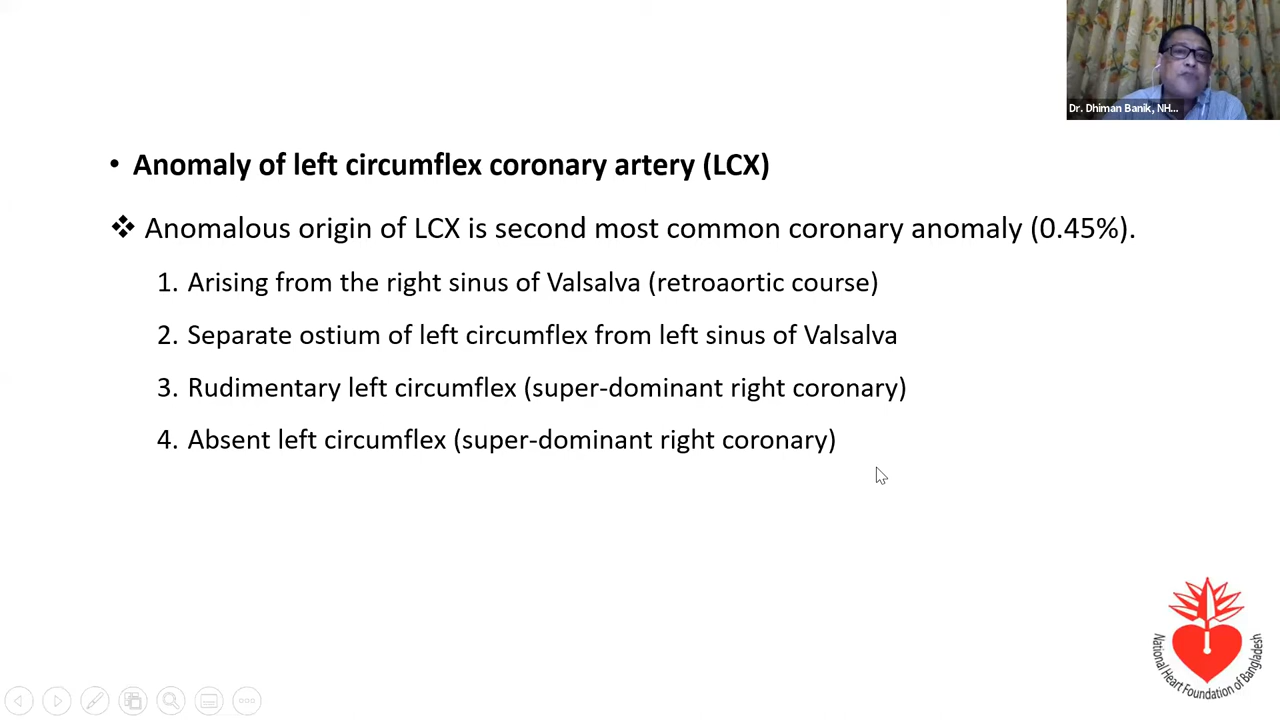 Dr. Dhiman Banik, NH...
• Anomaly of left circumflex coronary artery (LCX)
❖ Anomalous origin of LCX is second most common coronary anomaly (0.45%).
1. Arising from the right sinus of Valsalva (retroaortic course)
2. Separate ostium of left circumflex from left sinus of Valsalva
3. Rudimentary left circumflex (super-dominant right coronary)
4. Absent left circumflex (super-dominant right coronary)
National Heart Foundation of Bangladesh